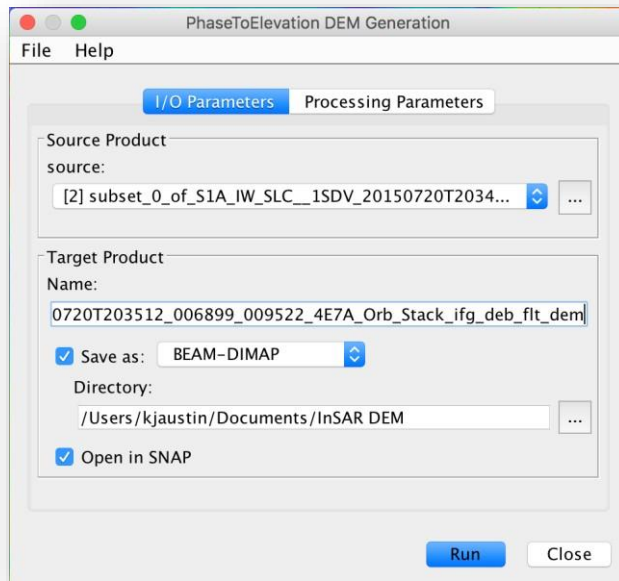 PhaseToElevation DEM Generation
File Help
I/O Parameters Processing Parameters
Source Product
source:
[2] subset_0_of_S1A_IW_SLC__1SDV_20150720T2034... ...
Target Product
Name:
0720T203512_006899_009522_4E7A_Orb_Stack_ifg_deb_flt_dem
Save as: BEAM-DIMAP
Directory:
/Users/kjaustin/Documents/InSAR DEM ...
Open in SNAP
Run Close